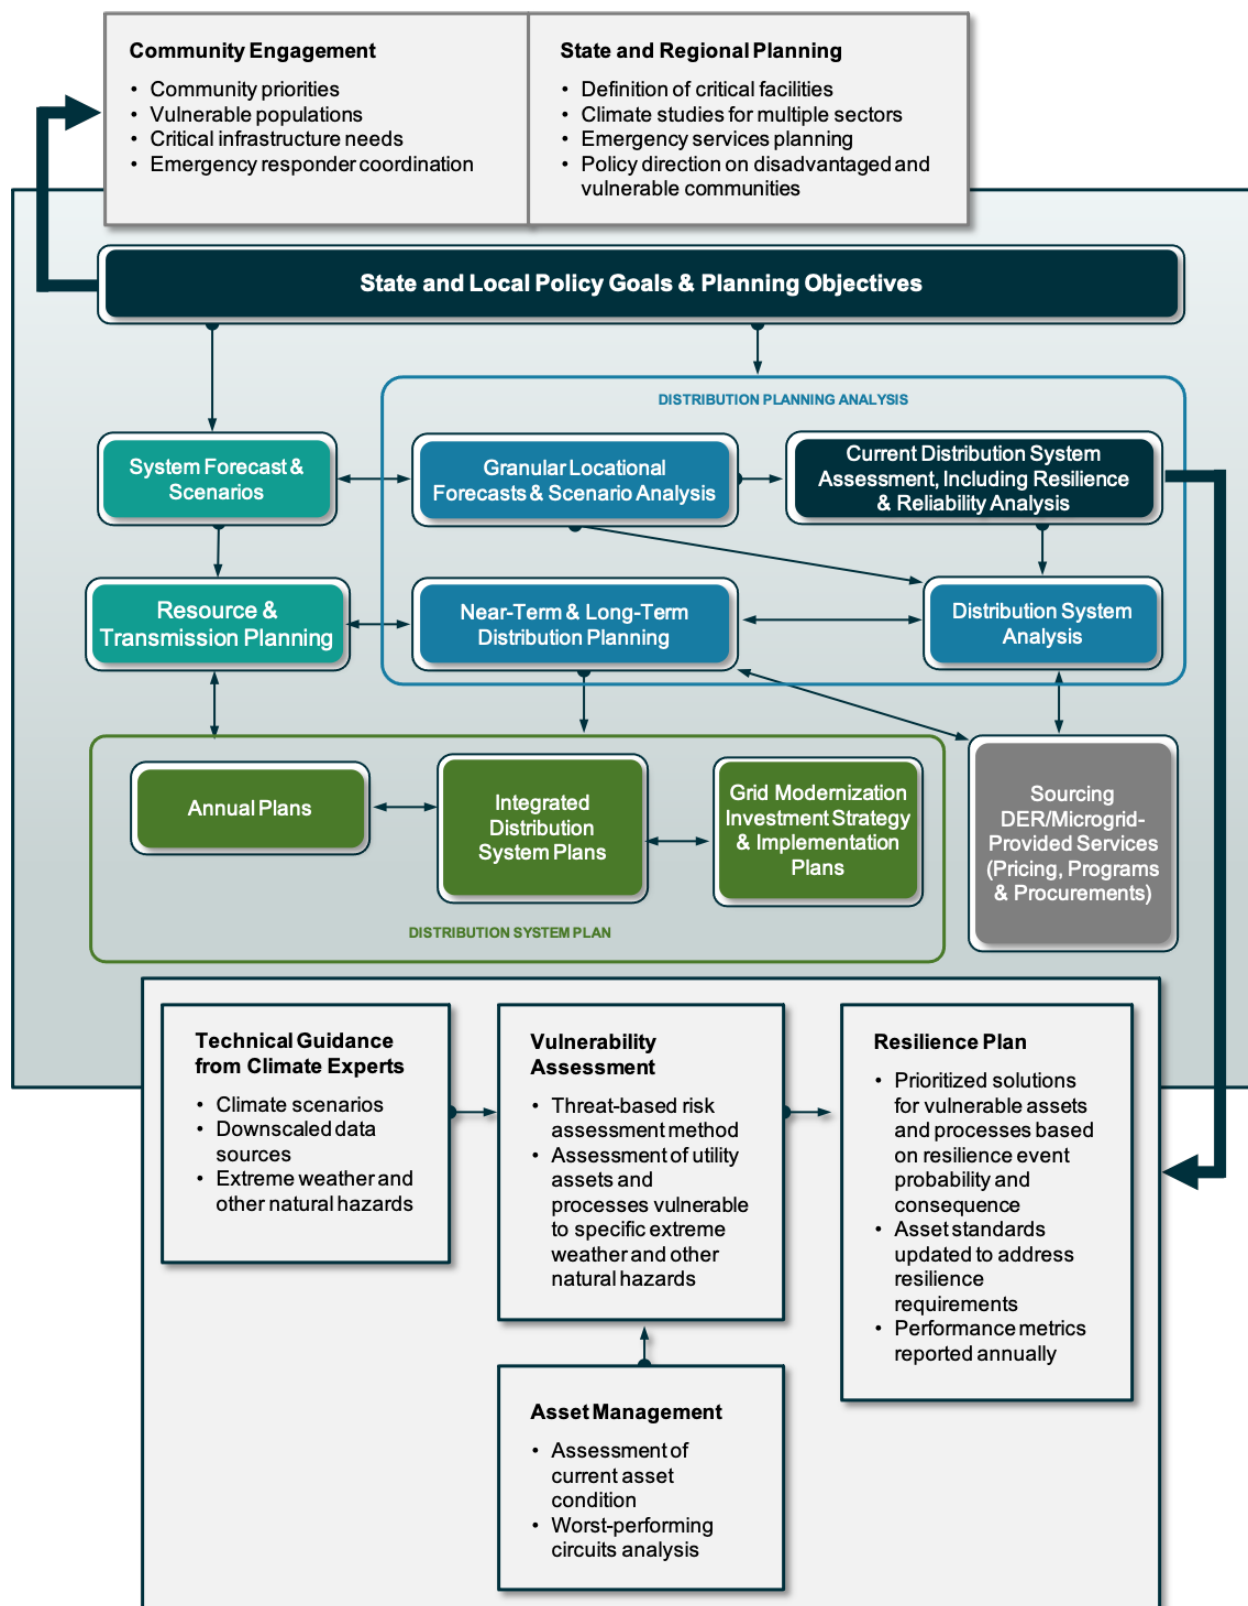 Community Engagement
• Community priorities
• Vulnerable populations
• Critical infrastructure needs
• Emergency responder coordination
State and Regional Planning
• Definition of critical facilities
• Climate studies for multiple sectors
• Emergency services planning
• Policy direction on disadvantaged and
vulnerable communities
State and Local Policy Goals & Planning Objectives
DISTRIBUTION PLANNING ANALYSIS
System Forecast &
Scenarios
Granular Locational
Forecasts & Scenario Analysis
Current Distribution System
Assessment, Including Resilience
& Reliability Analysis
Resource &
Transmission Planning
Near-Term & Long-Term
Distribution Planning
Distribution System
Analysis
Annual Plans
Integrated
Distribution
System Plans
Grid Modernization
Investment Strategy
& Implementation
Plans
Sourcing
DER/Microgrid-
Provided Services
(Pricing, Programs
& Procurements)
DISTRIBUTION SYSTEM PLAN
Technical Guidance
from Climate Experts
• Climate scenarios
• Downscaled data
sources
• Extreme weather and
other natural hazards
Vulnerability
Assessment
• Threat-based risk
assessment method
• Assessment of utility
assets and
processes vulnerable
to specific extreme
weather and other
natural hazards
Resilience Plan
• Prioritized solutions
for vulnerable assets
and processes based
on resilience event
probability and
consequence
• Asset standards
updated to address
resilience
requirements
• Performance metrics
reported annually
Asset Management
• Assessment of
current asset
condition
• Worst-performing
circuits analysis